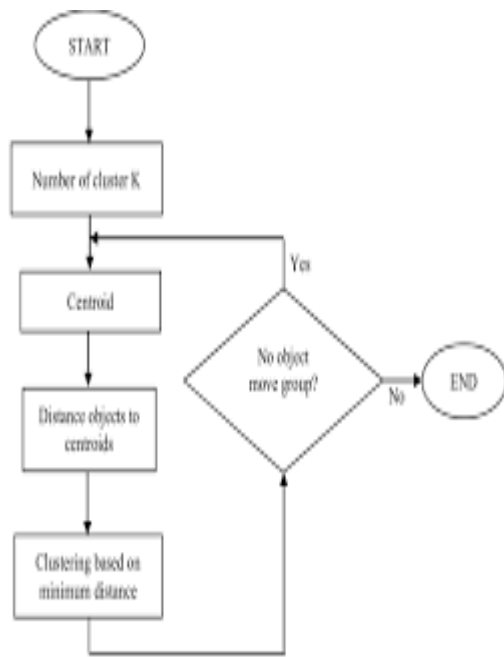 START
Number of cluster K
Centroid
Distance objects to
centroids
Clustering based on
minimum distance
No object
move group?
Yes
No
END